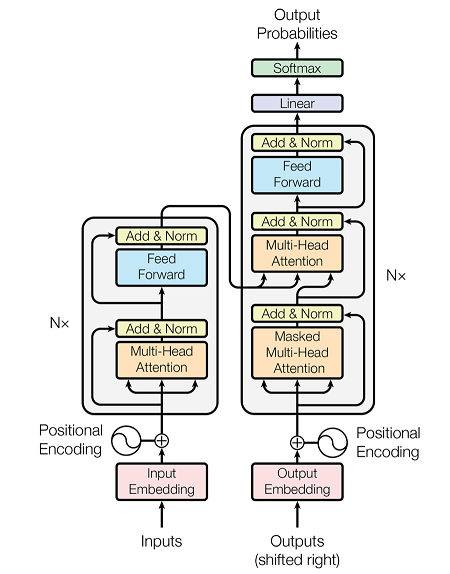 Output
Probabilities
Softmax
Linear
Add & Norm
Feed
Forward
Add & Norm
Multi-Head
Attention
Add & Norm
Masked
Multi-Head
Attention
N×
Add & Norm
Feed
Forward
N×
Add & Norm
Multi-Head
Attention
Positional
Encoding
Positional
Encoding
Input
Embedding
Output
Embedding
Inputs
Outputs
(shifted right)